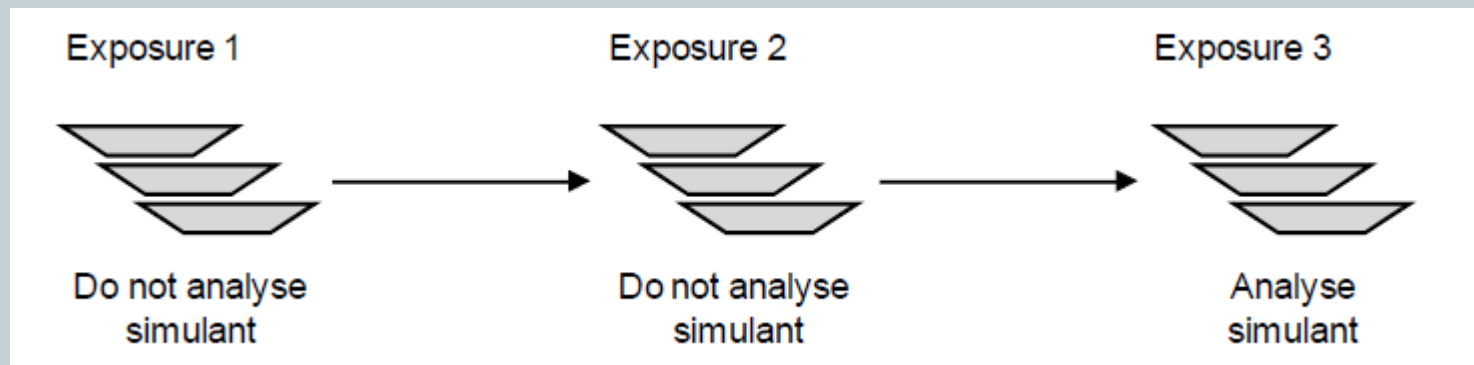 Exposure 1
Exposure 2
Exposure 3
Do not analyse
simulant
Do not analyse
simulant
Analyse
simulant